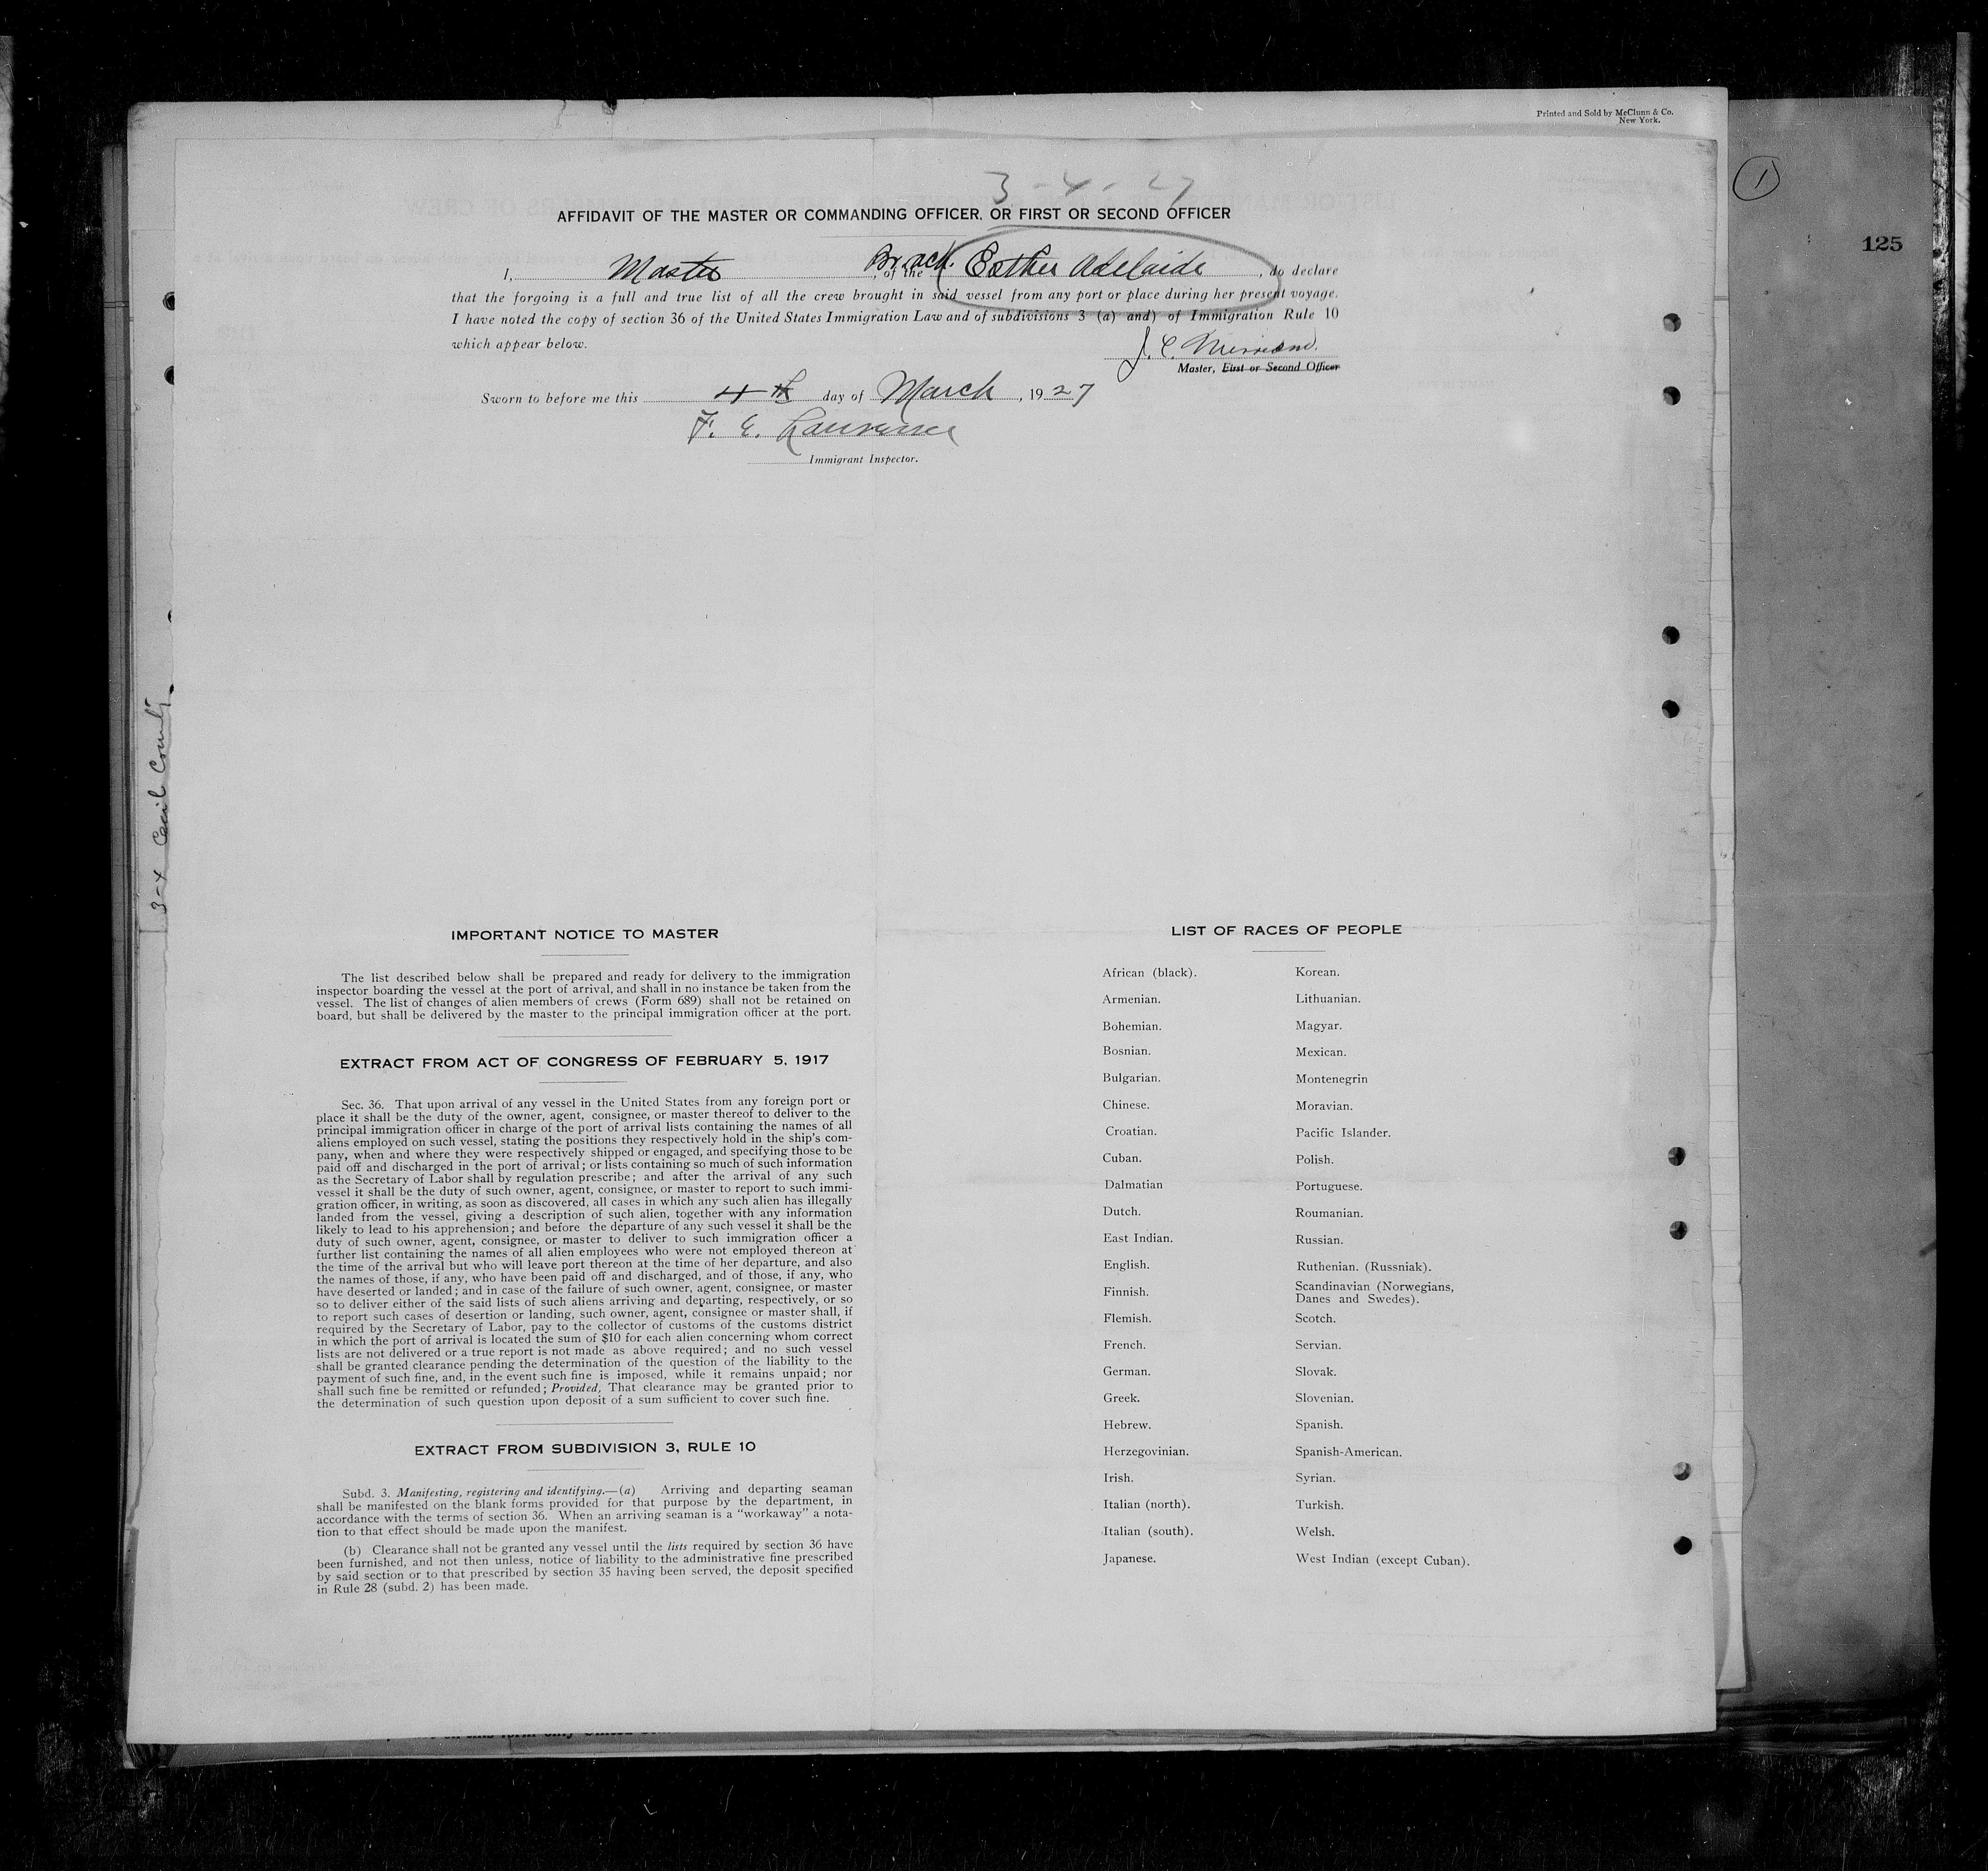 Printed and Sold by McClunn & Co.
New York.
1
125
3-4-27
AFFIDAVIT OF THE MASTER OR COMMANDING OFFICER, OR FIRST OR SECOND OFFICER
I, Master of the Br sch. Esther Adelaide, do declare
that the forgoing is a full and true list of all the crew brought in said vessel from any port or place during her present voyage.
I have noted the copy of section 36 of the United States Immigration Law and of subdivisions 3 (a) and) of Immigration Rule 10
which appear below.
J. C.
Master, First or Second Officer
Sworn to before me this 4th day of March, 1927
F. E. Lawrence
Immigrant Inspector.
3-4 Cecil County
IMPORTANT NOTICE TO MASTER
The list described below shall be prepared and ready for delivery to the immigration
inspector boarding the vessel at the port of arrival, and shall in no instance be taken from the
vessel. The list of changes of alien members of crews (Form 689) shall not be retained on
board, but shall be delivered by the master to the principal immigration officer at the port.
EXTRACT FROM ACT OF CONGRESS OF FEBRUARY 5, 1917
Sec. 36. That upon arrival of any vessel in the United States from any foreign port or
place it shall be the duty of the owner, agent, consignee, or master thereof to deliver to the
principal immigration officer in charge of the port of arrival lists containing the names of all
aliens employed on such vessel, stating the positions they respectively hold in the ship's com-
pany, when and where they were respectively shipped or engaged, and specifying those to be
paid off and discharged in the port of arrival; or lists containing so much of such information
as the Secretary of Labor shall by regulation prescribe; and after the arrival of any such
vessel it shall be the duty of such owner, agent, consignee, or master to report to such immi-
gration officer, in writing, as soon as discovered, all cases in which any such alien has illegally
landed from the vessel, giving a description of such alien, together with any information
likely to lead to his apprehension; and before the departure of any such vessel it shall be the
duty of such owner, agent, consignee, or master to deliver to such immigration officer a
further list containing the names of all alien employees who were not employed thereon at
the time of the arrival but who will leave port thereon at the time of her departure, and also
the names of those, if any, who have been paid off and discharged, and of those, if any, who
have deserted or landed; and in case of the failure of such owner, agent, consignee, or master
so to deliver either of the said lists of such aliens arriving and departing, respectively, or so
to report such cases of desertion or landing, such owner, agent, consignee or master shall, if
required by the Secretary of Labor, pay to the collector of customs of the customs district
in which the port of arrival is located the sum of $10 for each alien concerning whom correct
lists are not delivered or a true report is not made as above required; and no such vessel
shall be granted clearance pending the determination of the question of the liability to the
payment of such fine, and, in the event such fine is imposed, while it remains unpaid; nor
shall such fine be remitted or refunded; Provided, That clearance may be granted prior to
the determination of such question upon deposit of a sum sufficient to cover such fine.
EXTRACT FROM SUBDIVISION 3, RULE 10
Subd. 3. Manifesting, registering and identifying.—(a) Arriving and departing seaman
shall be manifested on the blank forms provided for that purpose by the department, in
accordance with the terms of section 36. When an arriving seaman is a "workaway" a nota-
tion to that effect should be made upon the manifest.
(b) Clearance shall not be granted any vessel until the lists required by section 36 have
been furnished, and not then unless, notice of liability to the administrative fine prescribed
by said section or to that prescribed by section 35 having been served, the deposit specified
in Rule 28 (subd. 2) has been made.
LIST OF RACES OF PEOPLE
African (black). Korean.
Armenian. Lithuanian.
Bohemian. Magyar.
Bosnian. Mexican.
Bulgarian. Montenegrin
Chinese. Moravian.
Croatian. Pacific Islander.
Cuban. Polish.
Dalmatian Portuguese.
Dutch. Roumanian.
East Indian. Russian.
English. Ruthenian. (Russniak).
Finnish. Scandinavian (Norwegians,
Danes and Swedes).
Flemish. Scotch.
French. Servian.
German. Slovak.
Greek. Slovenian.
Hebrew. Spanish.
Herzegovinian. Spanish-American.
Irish. Syrian.
Italian (north). Turkish.
Italian (south). Welsh.
Japanese. West Indian (except Cuban).